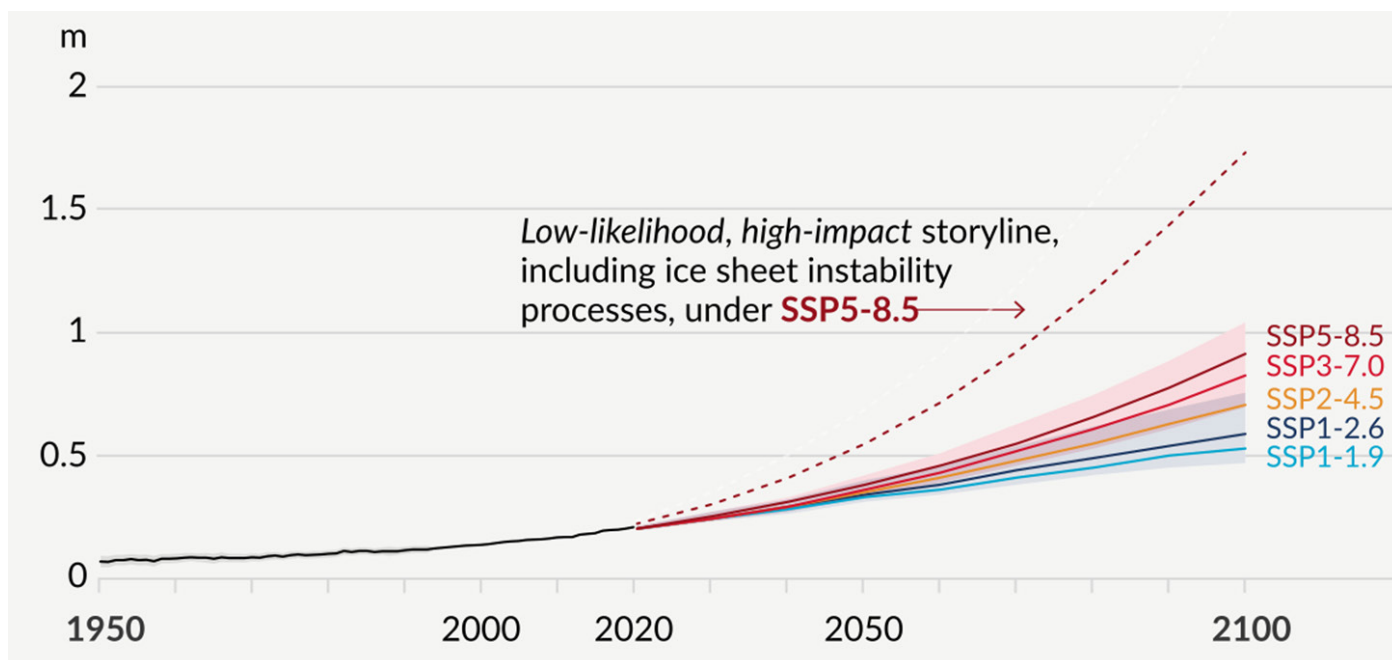 m
2
1.5
Low-likelihood, high-impact storyline,
including ice sheet instability
processes, under SSP5-8.5
1
SSP5-8.5
SSP3-7.0
SSP2-4.5
SSP1-2.6
SSP1-1.9
0.5
0
1950 2000 2020 2050 2100